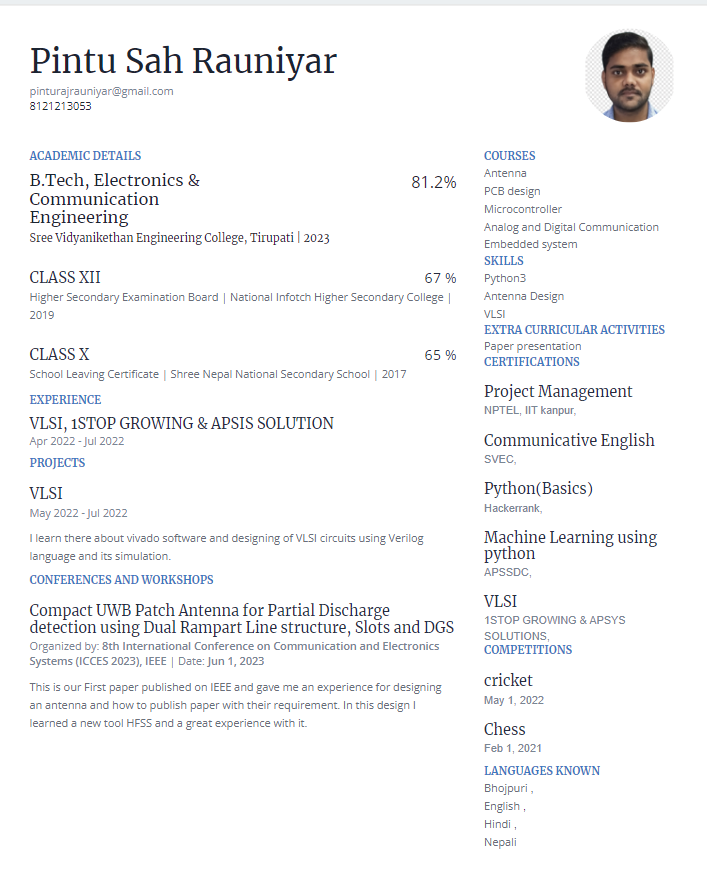 Pintu Sah Rauniyar
pinturajrauniyar@gmail.com
8121213053
ACADEMIC DETAILS
B.Tech, Electronics &
Communication
Engineering
81.2%
Sree Vidyanikethan Engineering College, Tirupati | 2023
CLASS XII
67 %
Higher Secondary Examination Board | National Infotch Higher Secondary College |
2019
CLASS X
65 %
School Leaving Certificate | Shree Nepal National Secondary School | 2017
EXPERIENCE
VLSI, 1STOP GROWING & APSIS SOLUTION
Apr 2022 - Jul 2022
PROJECTS
VLSI
May 2022 - Jul 2022
I learn there about vivado software and designing of VLSI circuits using Verilog
language and its simulation.
CONFERENCES AND WORKSHOPS
Compact UWB Patch Antenna for Partial Discharge
detection using Dual Rampart Line structure, Slots and DGS
Organized by: 8th International Conference on Communication and Electronics
Systems (ICCES 2023), IEEE | Date: Jun 1, 2023
This is our First paper published on IEEE and gave me an experience for designing
an antenna and how to publish paper with their requirement. In this design I
learned a new tool HFSS and a great experience with it.
COURSES
Antenna
PCB design
Microcontroller
Analog and Digital Communication
Embedded system
SKILLS
Python3
Antenna Design
VLSI
EXTRA CURRICULAR ACTIVITIES
Paper presentation
CERTIFICATIONS
Project Management
NPTEL, IIT kanpur,
Communicative English
SVEC,
Python(Basics)
Hackerrank,
Machine Learning using
python
APSSDC,
VLSI
1STOP GROWING & APSYS
SOLUTIONS,
COMPETITIONS
cricket
May 1, 2022
Chess
Feb 1, 2021
LANGUAGES KNOWN
Bhojpuri ,
English ,
Hindi ,
Nepali